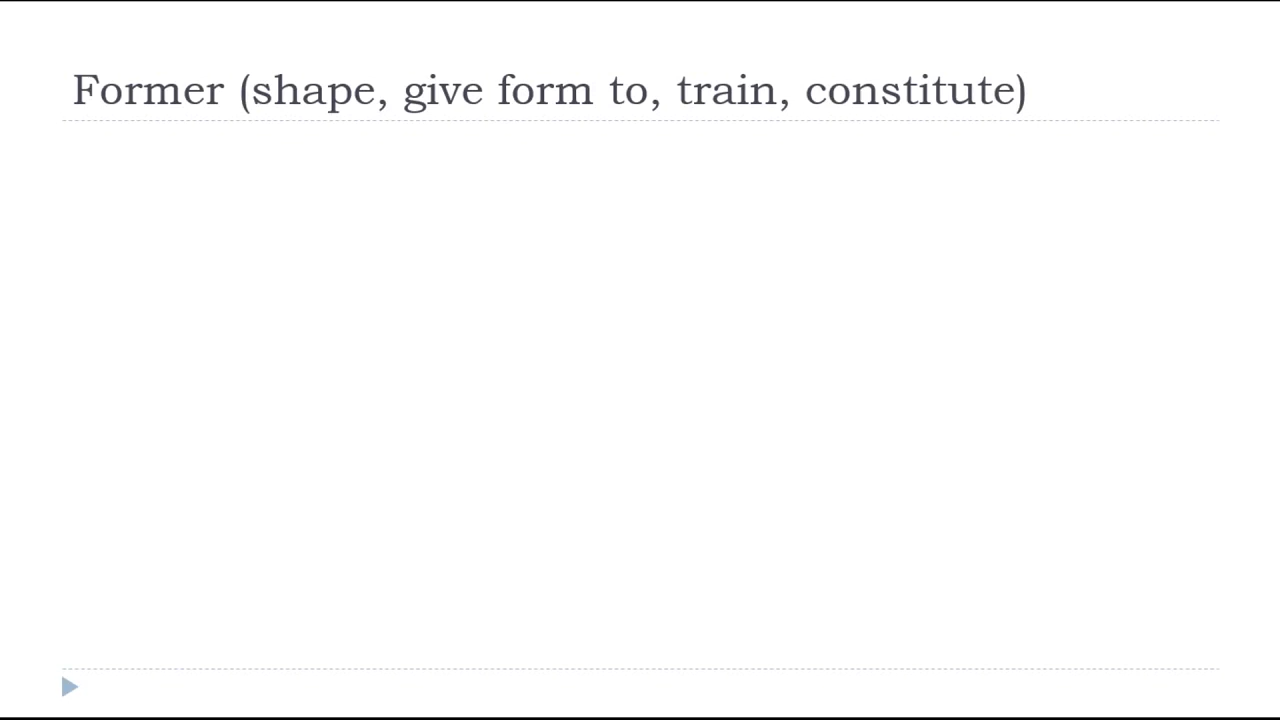 Former (shape, give form to, train, constitute)